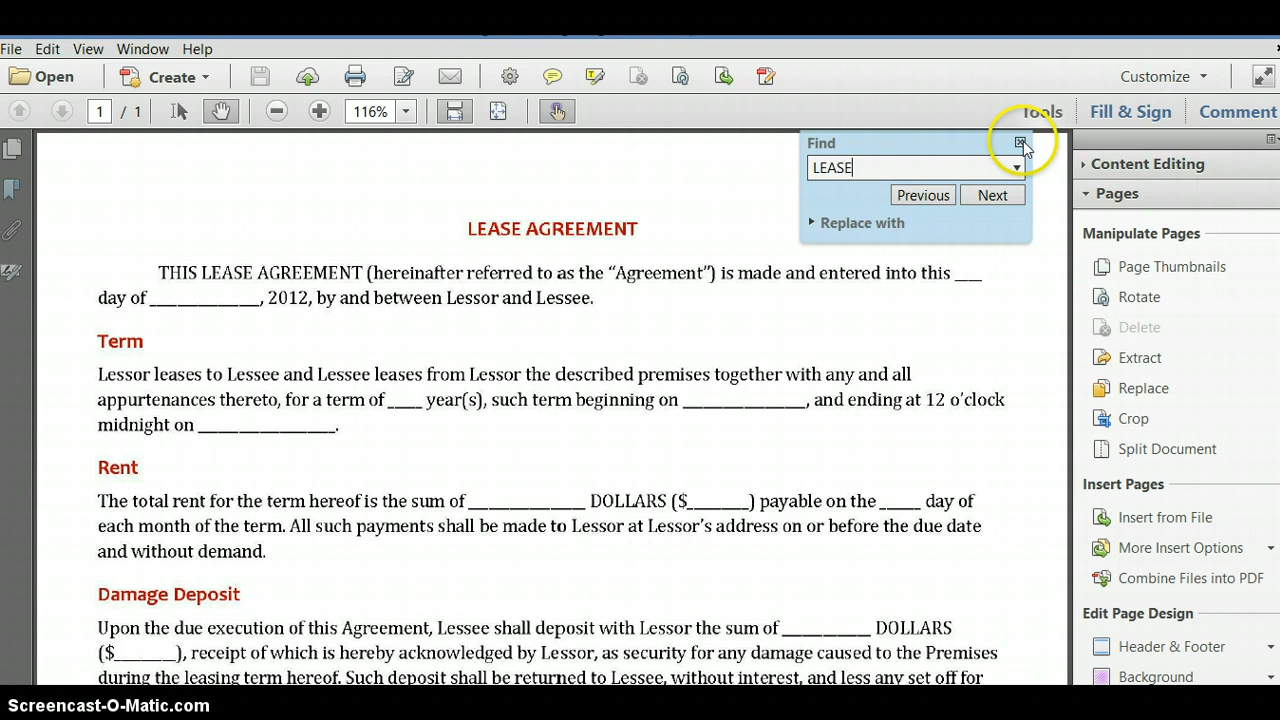 File Edit View Window Help
Open Create Customize
1 / 1 116% Tools Fill & Sign Comment
Find
LEASE
Previous Next
Replace with
LEASE AGREEMENT
THIS LEASE AGREEMENT (hereinafter referred to as the “Agreement”) is made and entered into this ____
day of ______________, 2012, by and between Lessor and Lessee.
Term
Lessor leases to Lessee and Lessee leases from Lessor the described premises together with any and all
appurtenances thereto, for a term of _____ year(s), such term beginning on ________________, and ending at 12 o’clock
midnight on __________________.
Rent
The total rent for the term hereof is the sum of ________________ DOLLARS ($_________) payable on the ______ day of
each month of the term. All such payments shall be made to Lessor at Lessor’s address on or before the due date
and without demand.
Damage Deposit
Upon the due execution of this Agreement, Lessee shall deposit with Lessor the sum of ____________ DOLLARS
($_________), receipt of which is hereby acknowledged by Lessor, as security for any damage caused to the Premises
during the leasing term hereof. Such deposit shall be returned to Lessee, without interest, and less any set off for
Content Editing
Pages
Manipulate Pages
Page Thumbnails
Rotate
Delete
Extract
Replace
Crop
Split Document
Insert Pages
Insert from File
More Insert Options
Combine Files into PDF
Edit Page Design
Header & Footer
Background
Screencast-O-Matic.com